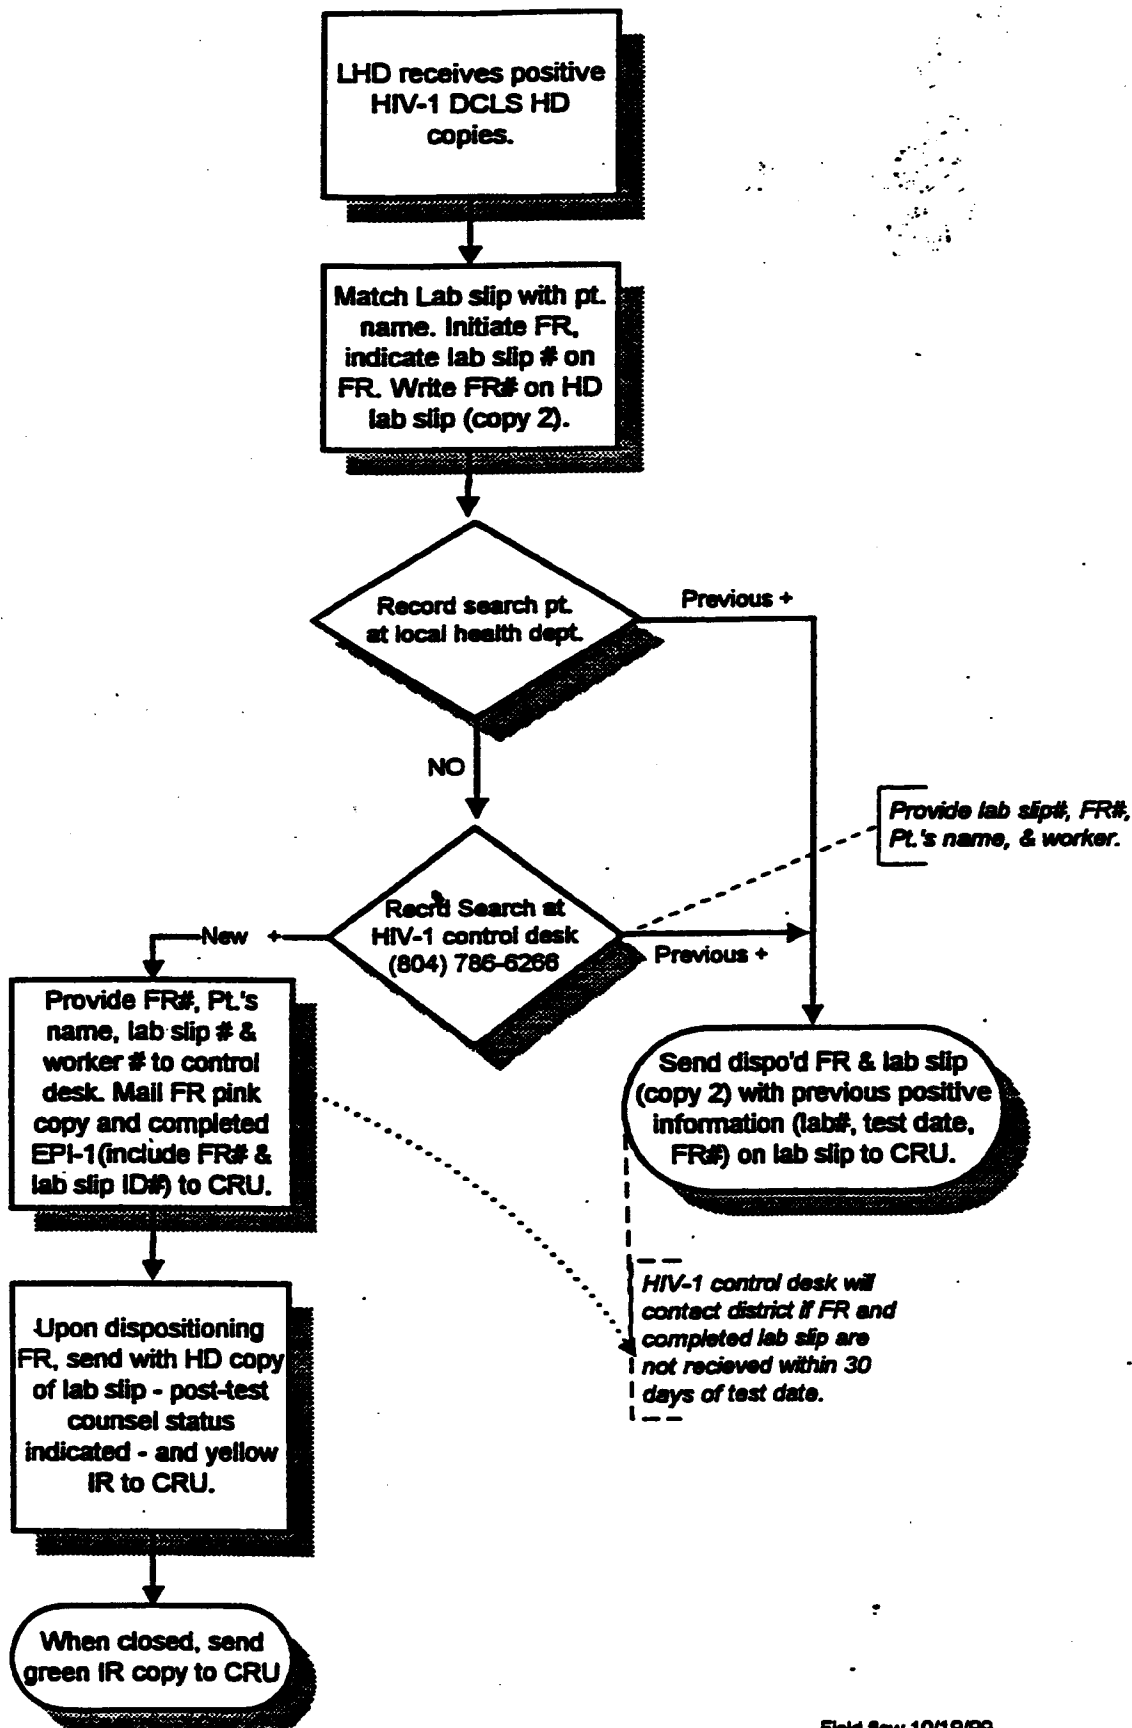 LHD receives positive
HIV-1 DCLS HD
copies.
Match Lab slip with pt.
name. Initiate FR,
indicate lab slip # on
FR. Write FR# on HD
lab slip (copy 2).
Record search pt.
at local health dept.
Previous +
NO
Provide lab slip#, FR#,
Pt.'s name, & worker.
Recrd Search at
HIV-1 control desk
(804) 786-6266
New +
Previous +
Provide FR#, Pt.'s
name, lab slip # &
worker # to control
desk. Mail FR pink
copy and completed
EPI-1(include FR# &
lab slip ID#) to CRU.
Send dispo'd FR & lab slip
(copy 2) with previous positive
information (lab#, test date,
FR#) on lab slip to CRU.
HIV-1 control desk will
contact district if FR and
completed lab slip are
not recieved within 30
days of test date.
Upon dispositioning
FR, send with HD copy
of lab slip - post-test
counsel status
indicated - and yellow
IR to CRU.
When closed, send
green IR copy to CRU
Field flow 10/19/99